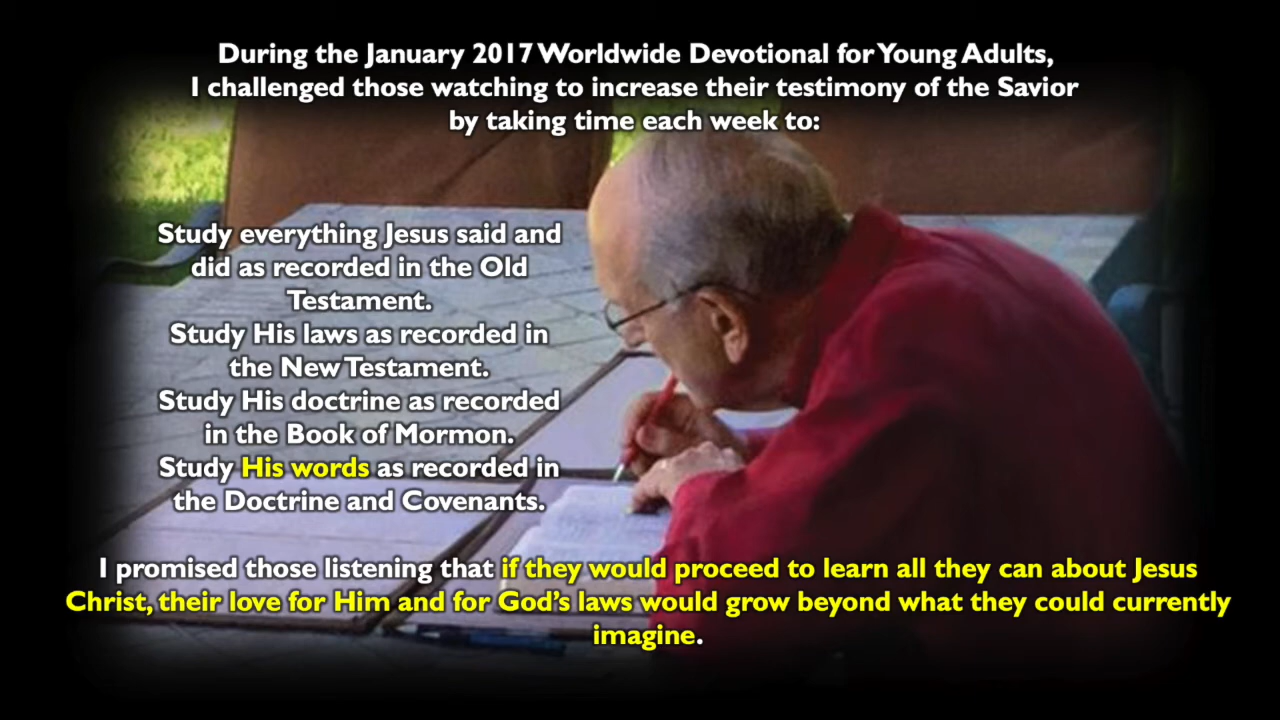 During the January 2017 Worldwide Devotional for Young Adults,
I challenged those watching to increase their testimony of the Savior
by taking time each week to:
Study everything Jesus said and
did as recorded in the Old
Testament.
Study His laws as recorded in
the New Testament.
Study His doctrine as recorded
in the Book of Mormon.
Study His words as recorded in
the Doctrine and Covenants.
I promised those listening that if they would proceed to learn all they can about Jesus
Christ, their love for Him and for God's laws would grow beyond what they could currently
imagine.